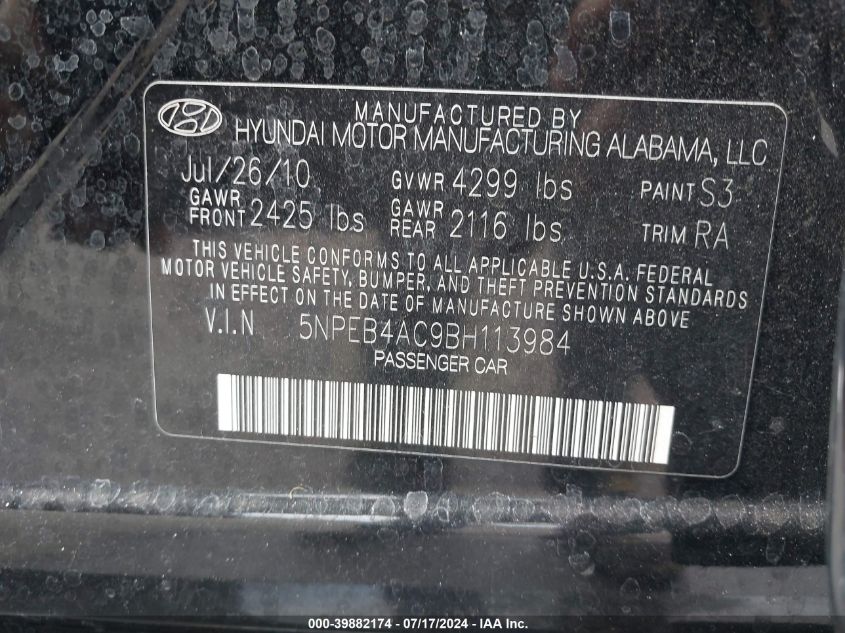 MANUFACTURED BY
HYUNDAI MOTOR MANUFACTURING ALABAMA, LLC
Jul/26/10 GVWR 4299 lbs PAINT S3
GAWR FRONT 2425 lbs GAWR REAR 2116 lbs TRIM RA
THIS VEHICLE CONFORMS TO ALL APPLICABLE U.S.A. FEDERAL
MOTOR VEHICLE SAFETY, BUMPER, AND THEFT PREVENTION STANDARDS
IN EFFECT ON THE DATE OF MANUFACTURE SHOWN ABOVE
V.I.N 5NPEB4AC9BH113984
PASSENGER CAR
000-39882174 - 07/17/2024 - IAA Inc.